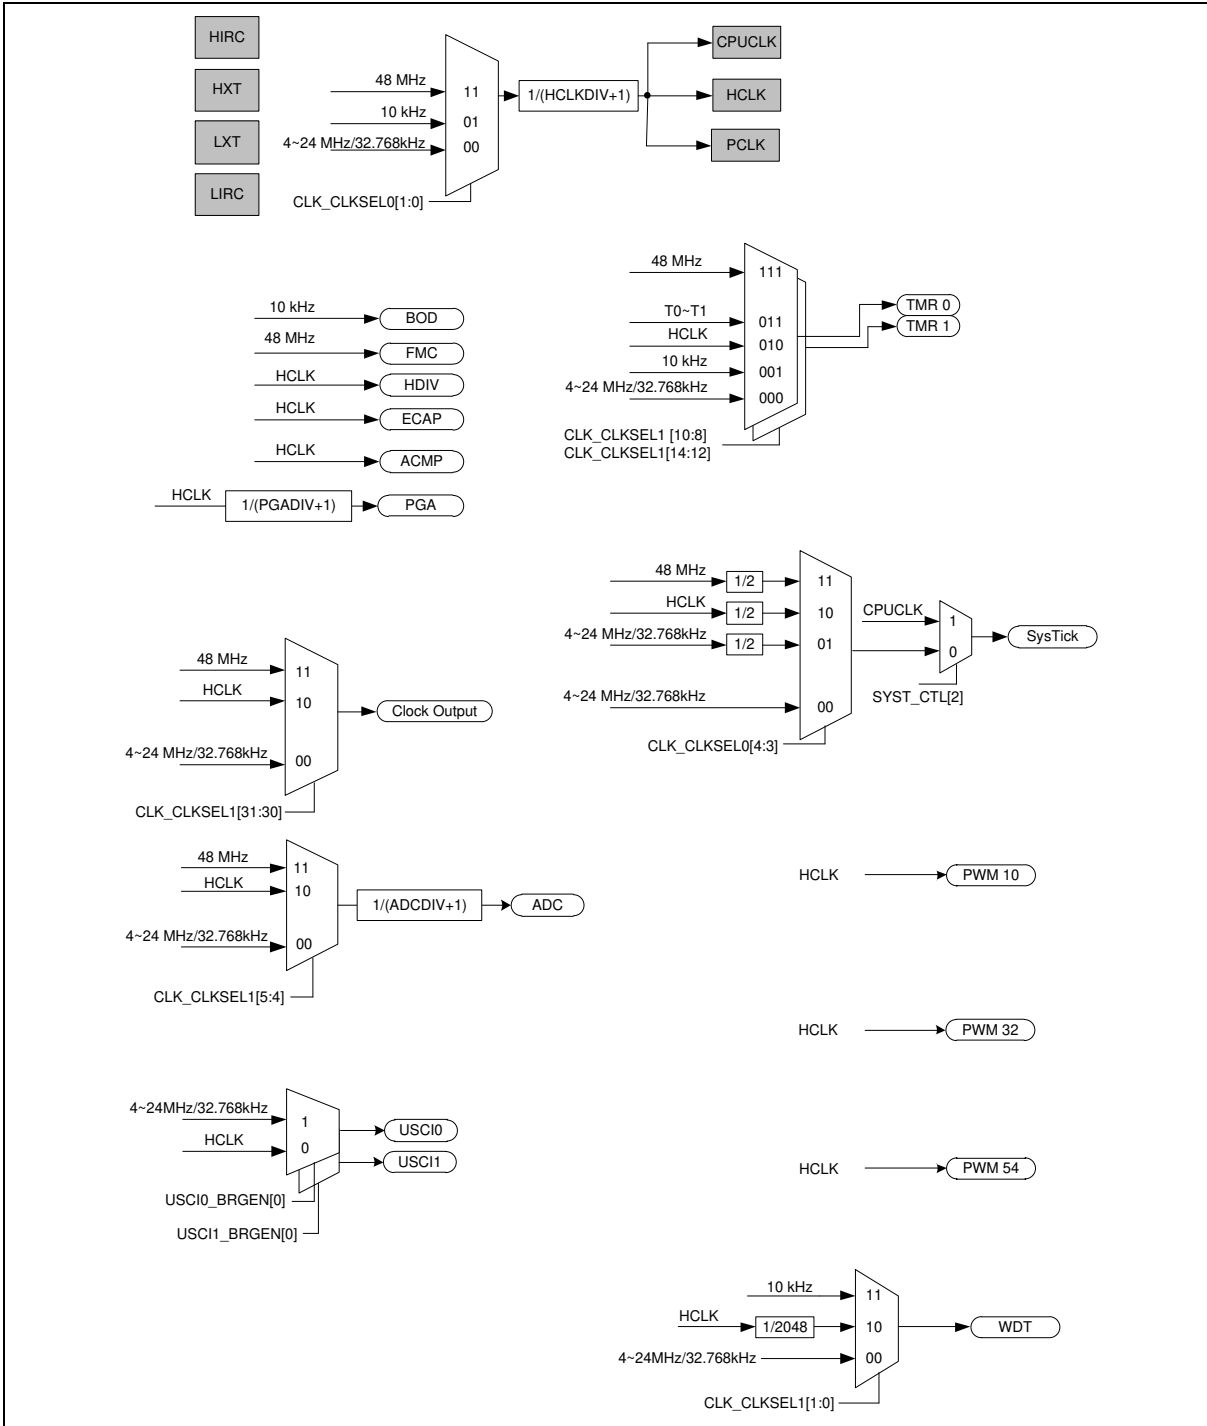 HIRC
HXT
LXT
LIRC
48 MHz
10 kHz
4~24 MHz/32.768kHz
11
01
00
CLK_CLKSEL0[1:0]
1/(HCLKDIV+1)
CPUCLK
HCLK
PCLK
10 kHz
BOD
48 MHz
FMC
HCLK
HDIV
HCLK
ECAP
HCLK
ACMP
HCLK
1/(PGADIV+1)
PGA
48 MHz
T0~T1
HCLK
10 kHz
4~24 MHz/32.768kHz
111
011
010
001
000
CLK_CLKSEL1 [10:8]
CLK_CLKSEL1[14:12]
TMR 0
TMR 1
48 MHz
1/2
11
HCLK
1/2
10
4~24 MHz/32.768kHz
1/2
01
4~24 MHz/32.768kHz
00
CLK_CLKSEL0[4:3]
CPUCLK
1
0
SYST_CTL[2]
SysTick
48 MHz
11
HCLK
10
4~24 MHz/32.768kHz
00
CLK_CLKSEL1[31:30]
Clock Output
48 MHz
11
HCLK
10
4~24 MHz/32.768kHz
00
CLK_CLKSEL1[5:4]
1/(ADCDIV+1)
ADC
HCLK
PWM 10
HCLK
PWM 32
HCLK
PWM 54
4~24MHz/32.768kHz
1
HCLK
0
USCI0
USCI1
USCI0_BRGEN[0]
USCI1_BRGEN[0]
10 kHz
11
HCLK
1/2048
10
4~24MHz/32.768kHz
00
CLK_CLKSEL1[1:0]
WDT